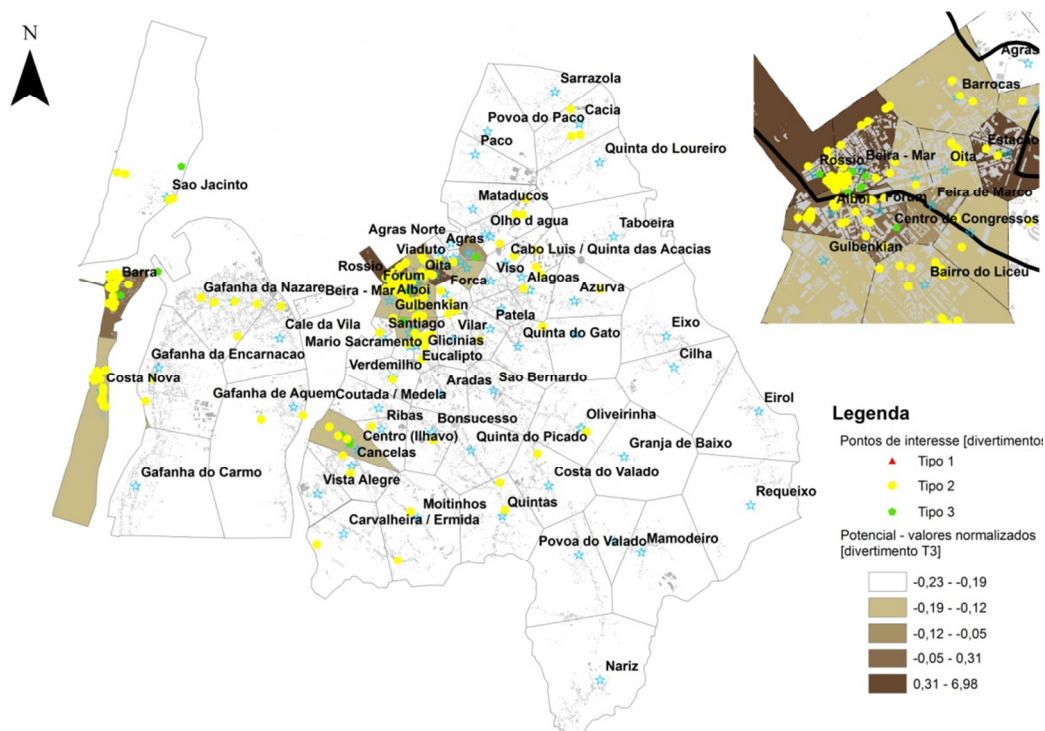 N
Sarrazola
Cacia
Povoa do Paco
Paco
Quinta do Loureiro
Sao Jacinto
Mataducos
Olho d agua
Taboeira
Agras Norte
Agras
Viaduto
Cabo Luis / Quinta das Acacias
Rossio
Oita
Viso
Barra
Fórum
Forca
Alagoas
Gafanha da Nazare
Beira - Mar
Alboi
Azurva
Gulbenkian
Patela
Cale da Vila
Santiago
Vilar
Quinta do Gato
Eixo
Mario Sacramento
Glicinias
Gafanha da Encarnacao
Eucalipto
Cilha
Verdemilho
Costa Nova
Aradas
Sao Bernardo
Gafanha de Aquem
Coutada / Medela
Eirol
Ribas
Bonsucesso
Oliveirinha
Centro (Ilhavo)
Quinta do Picado
Granja de Baixo
Cancelas
Gafanha do Carmo
Costa do Valado
Vista Alegre
Requeixo
Moitinhos
Quintas
Carvalheira / Ermida
Povoa do Valado
Mamodeiro
Nariz
Agras
Barrocas
Estacao
Rossio
Beira - Mar
Oita
Feira de Marco
Alboi
Forum
Centro de Congressos
Gulbenkian
Bairro do Liceu
Legenda
Pontos de interesse [divertimentos
Tipo 1
Tipo 2
Tipo 3
Potencial - valores normalizados
[divertimento T3]
-0,23 - -0,19
-0,19 - -0,12
-0,12 - -0,05
-0,05 - 0,31
0,31 - 6,98